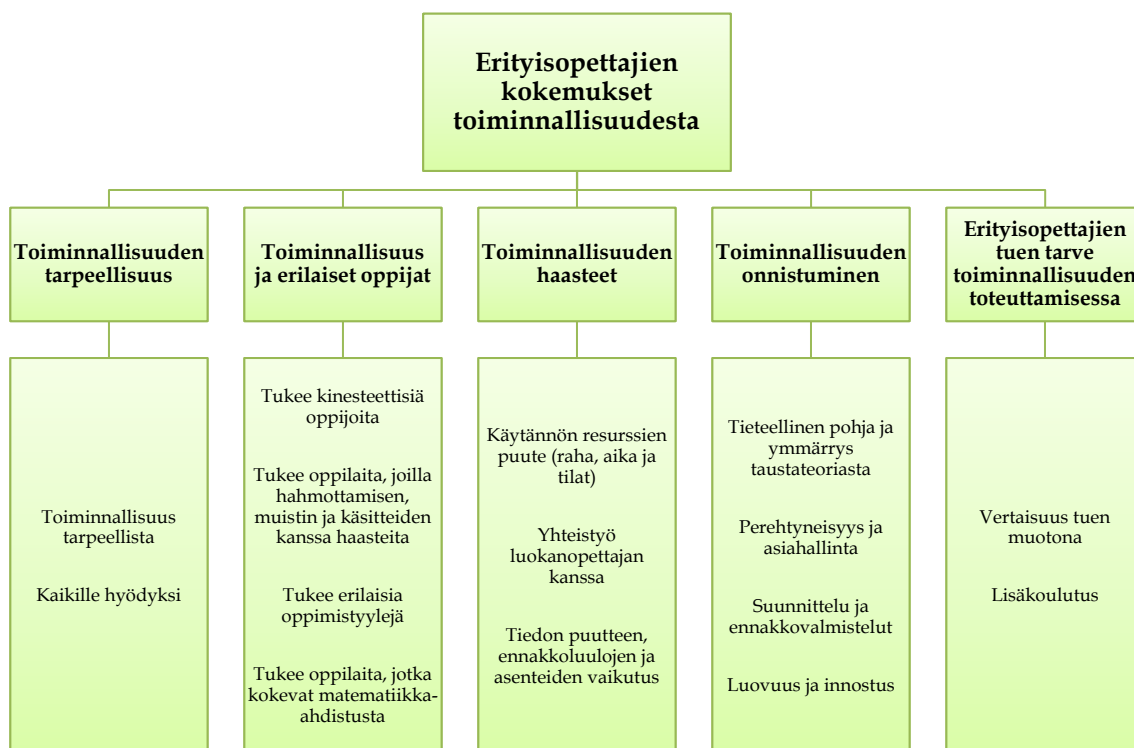 Erityisopettajien
kokemukset
toiminnallisuudesta
Toiminnallisuuden
tarpeellisuus
Toiminnallisuus
ja erilaiset oppijat
Toiminnallisuuden
haasteet
Toiminnallisuuden
onnistuminen
Erityisopettajien
tuen tarve
toiminnallisuuden
toteuttamisessa
Toiminnallisuus
tarpeellista
Kaikille hyödyksi
Tukee kinesteettisiä
oppijoita
Tukee oppilaita, joilla
hahmottamisen,
muistin ja käsitteiden
kanssa haasteita
Tukee erilaisia
oppimistyylejä
Tukee oppilaita, jotka
kokevat matematiikka-
ahdistusta
Käytännön resurssien
puute (raha, aika ja
tilat)
Yhteistyö
luokanopettajan
kanssa
Tiedon puutteen,
ennakkoluulojen ja
asenteiden vaikutus
Tieteellinen pohja ja
ymmärrys
taustateoriasta
Perehtyneisyys ja
asiahallinta
Suunnittelu ja
ennakkovalmistelut
Luovuus ja innostus
Vertaisuus tuen
muotona
Lisäkoulutus